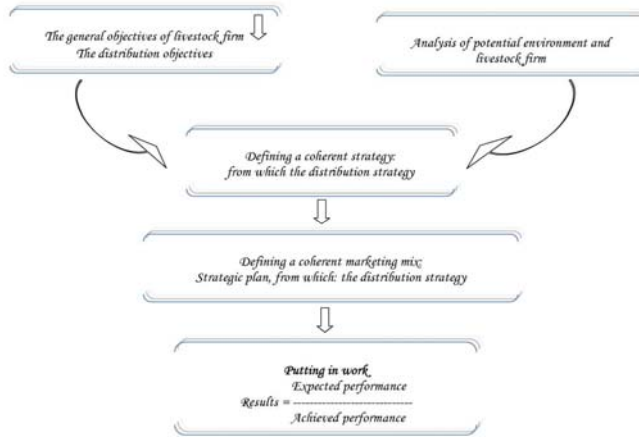 The general objectives of livestock firm
The distribution objectives
Analysis of potential environment and
livestock firm
Defining a coherent strategy:
from which the distribution strategy
Defining a coherent marketing mix:
Strategic plan, from which: the distribution strategy
Putting in work
Expected performance
Results = ------------------------------
Achieved performance